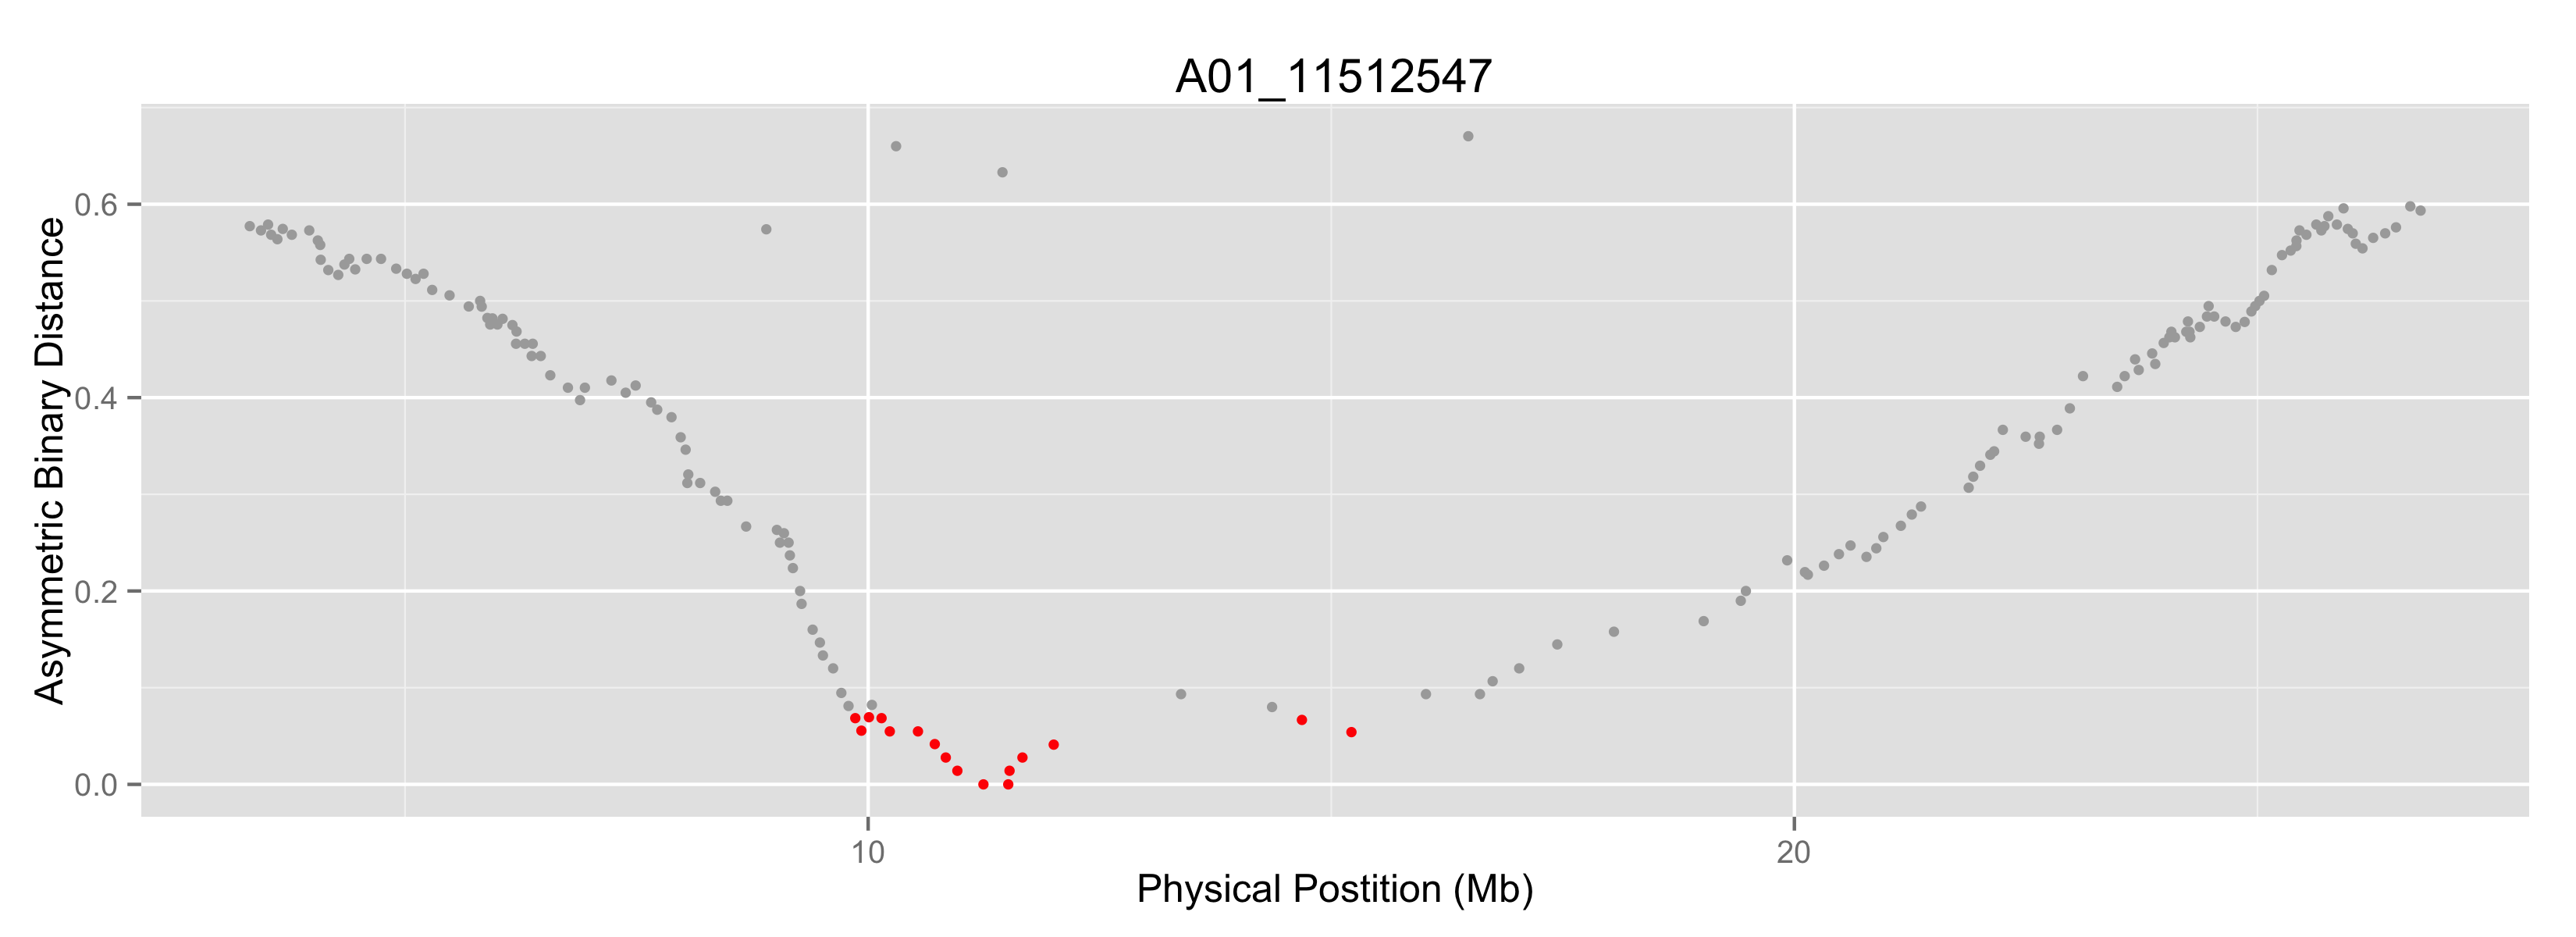 A01_11512547
Asymmetric Binary Distance
0.6
0.4
0.2
0.0
10 20
Physical Postition (Mb)